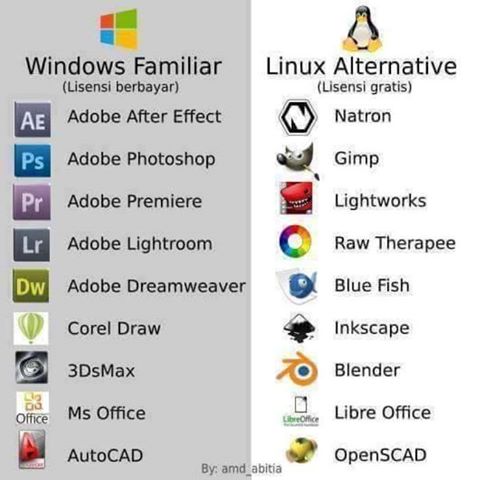 Windows Familiar
(Lisensi berbayar)
AE Adobe After Effect
Ps Adobe Photoshop
Pr Adobe Premiere
Lr Adobe Lightroom
Dw Adobe Dreamweaver
Corel Draw
3DsMax
Office Ms Office
AutoCAD
Linux Alternative
(Lisensi gratis)
Natron
Gimp
Lightworks
Raw Therapee
Blue Fish
Inkscape
Blender
LibreOffice Libre Office
OpenSCAD
By: amd_abitia